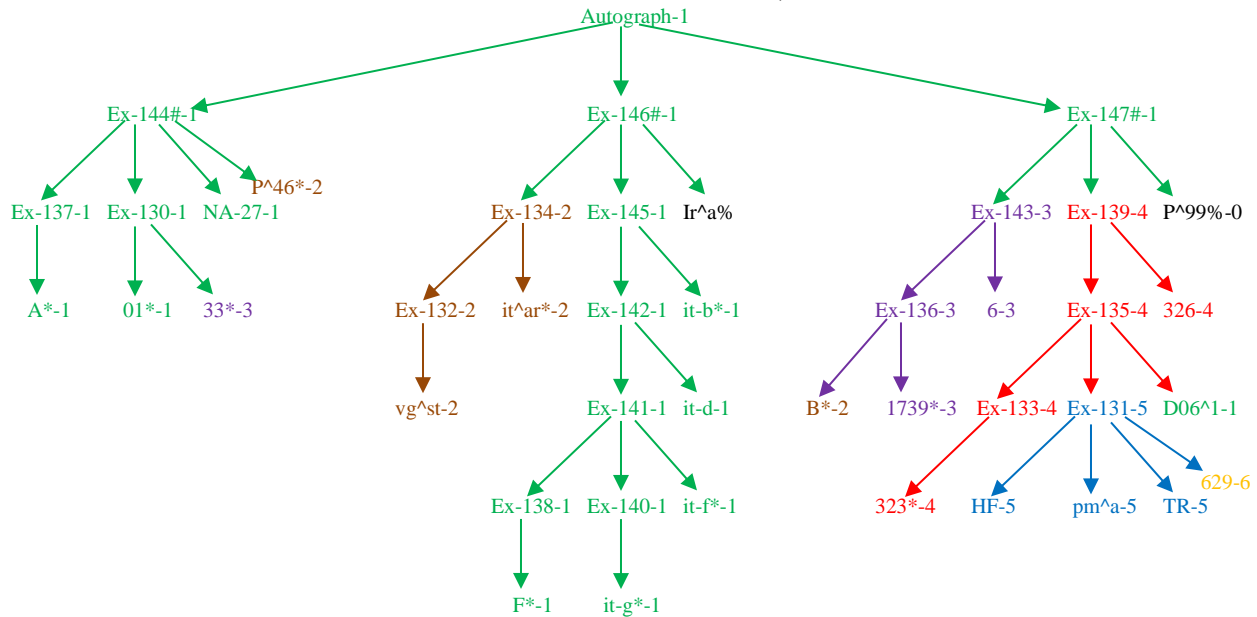 Autograph-1
Ex-144#-1 Ex-146#-1 Ex-147#-1
P^46*-2
Ex-137-1 Ex-130-1 NA-27-1 Ex-134-2 Ex-145-1 Ir^a% Ex-143-3 Ex-139-4 P^99%-0
A*-1 01*-1 33*-3 Ex-132-2 it^ar*-2 Ex-142-1 it-b*-1 Ex-136-3 6-3 Ex-135-4 326-4
vg^st-2 Ex-141-1 it-d-1 B*-2 1739*-3 Ex-133-4 Ex-131-5 D06^1-1
629-6
Ex-138-1 Ex-140-1 it-f*-1 323*-4 HF-5 pm^a-5 TR-5
F*-1 it-g*-1